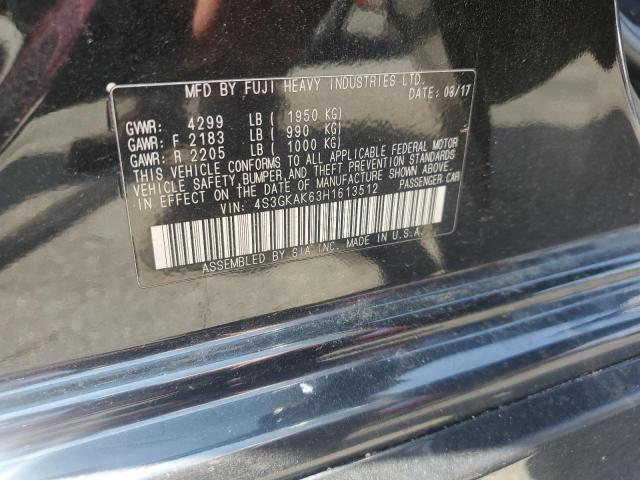 MFD BY FUJI HEAVY INDUSTRIES LTD.
DATE: 03/17
GVWR: 4299 LB ( 1950 KG)
GAWR: F 2183 LB ( 990 KG)
GAWR: R 2205 LB ( 1000 KG)
THIS VEHICLE CONFORMS TO ALL APPLICABLE FEDERAL MOTOR
VEHICLE SAFETY, BUMPER, AND THEFT PREVENTION STANDARDS
IN EFFECT ON THE DATE OF MANUFACTURE SHOWN ABOVE.
VIN: 4S3GKAK63H1613512 PASSENGER CAR
ASSEMBLED BY SIA INC. MADE IN U.S.A.